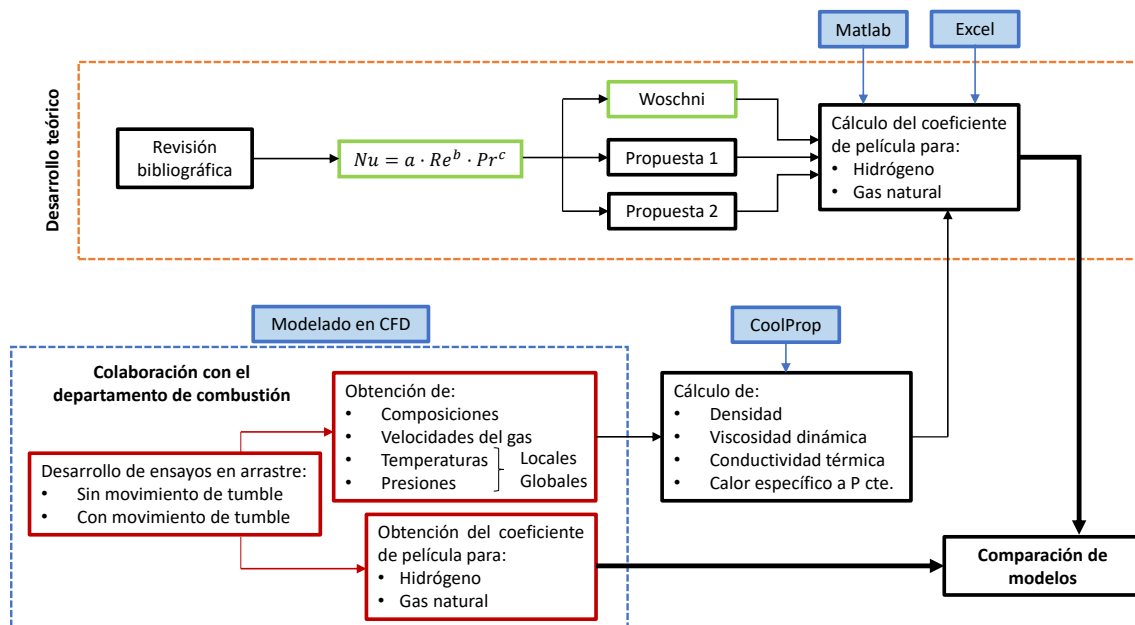 Matlab
Excel
Desarrollo teórico
Revisión
bibliográfica
Nu = a · Re^b · Pr^c
Woschni
Propuesta 1
Propuesta 2
Cálculo del coeficiente
de película para:
• Hidrógeno
• Gas natural
Modelado en CFD
CoolProp
Colaboración con el
departamento de combustión
Desarrollo de ensayos en arrastre:
• Sin movimiento de tumble
• Con movimiento de tumble
Obtención de:
• Composiciones
• Velocidades del gas
• Temperaturas Locales
• Presiones Globales
Cálculo de:
• Densidad
• Viscosidad dinámica
• Conductividad térmica
• Calor específico a P cte.
Obtención del coeficiente
de película para:
• Hidrógeno
• Gas natural
Comparación de
modelos